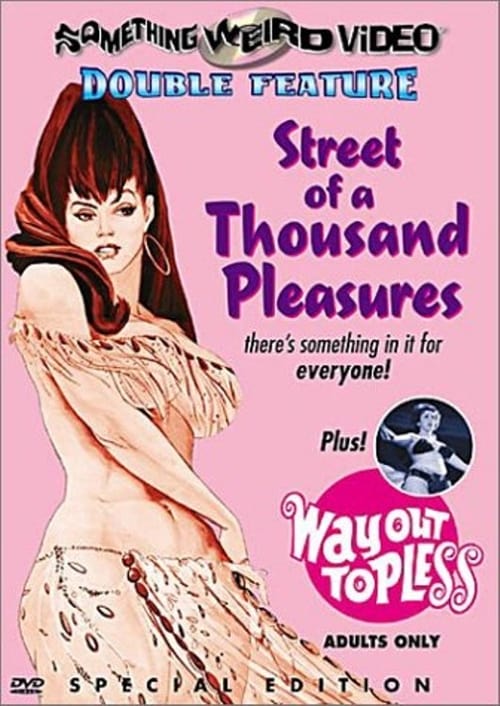 SOMETHING WEIRD VIDEO
DOUBLE FEATURE
Street
of a
Thousand
Pleasures
there's something in it for
everyone!
Plus!
Way Out
TOPLESS
ADULTS ONLY
DVD SPECIAL EDITION